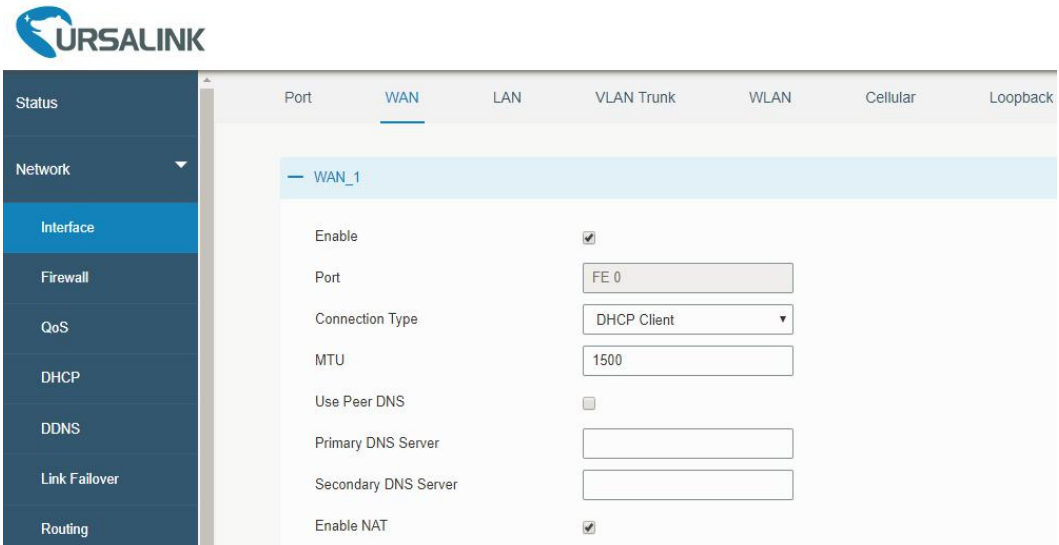 URSALINK
Status
Network
Interface
Firewall
QoS
DHCP
DDNS
Link Failover
Routing
Port WAN LAN VLAN Trunk WLAN Cellular Loopback
WAN_1
Enable
Port FE 0
Connection Type DHCP Client
MTU 1500
Use Peer DNS
Primary DNS Server
Secondary DNS Server
Enable NAT